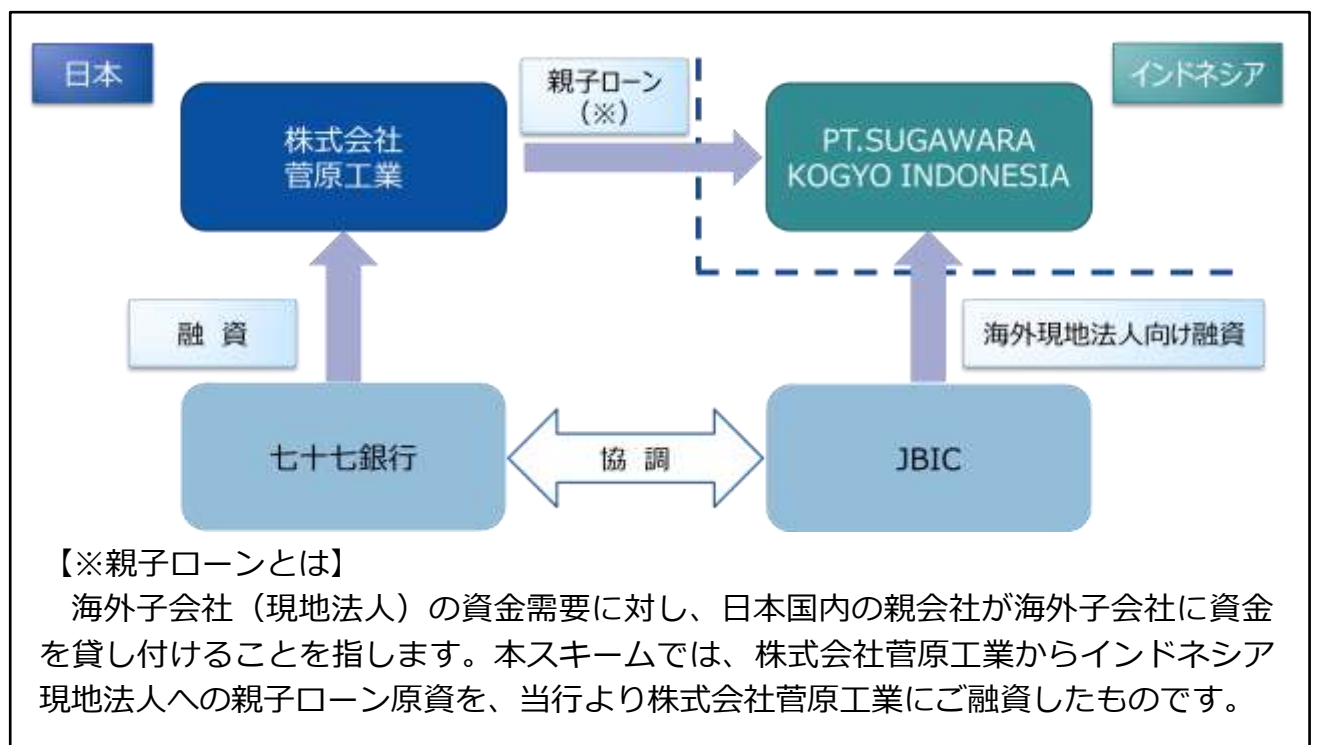 日本
インドネシア
親子ローン
（※）
株式会社
菅原工業
PT.SUGAWARA
KOGYO INDONESIA
融 資
海外現地法人向け融資
七十七銀行
協 調
JBIC
【※親子ローンとは】
海外子会社（現地法人）の資金需要に対し、日本国内の親会社が海外子会社に資金
を貸し付けることを指します。本スキームでは、株式会社菅原工業からインドネシア
現地法人への親子ローン原資を、当行より株式会社菅原工業にご融資したものです。